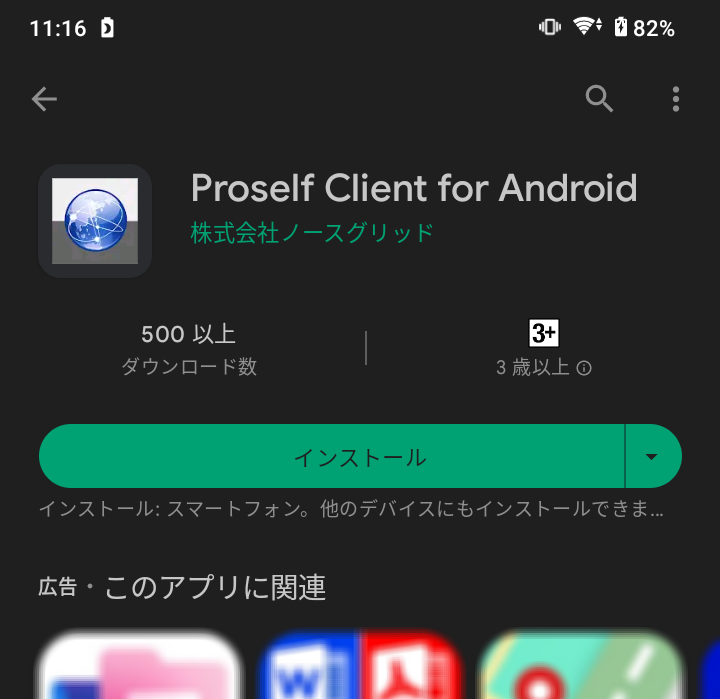 11:16 82%
Proself Client for Android
株式会社ノースグリッド
500 以上
ダウンロード数
3+
3 歳以上
インストール
インストール: スマートフォン。他のデバイスにもインストールできま...
広告・このアプリに関連
W